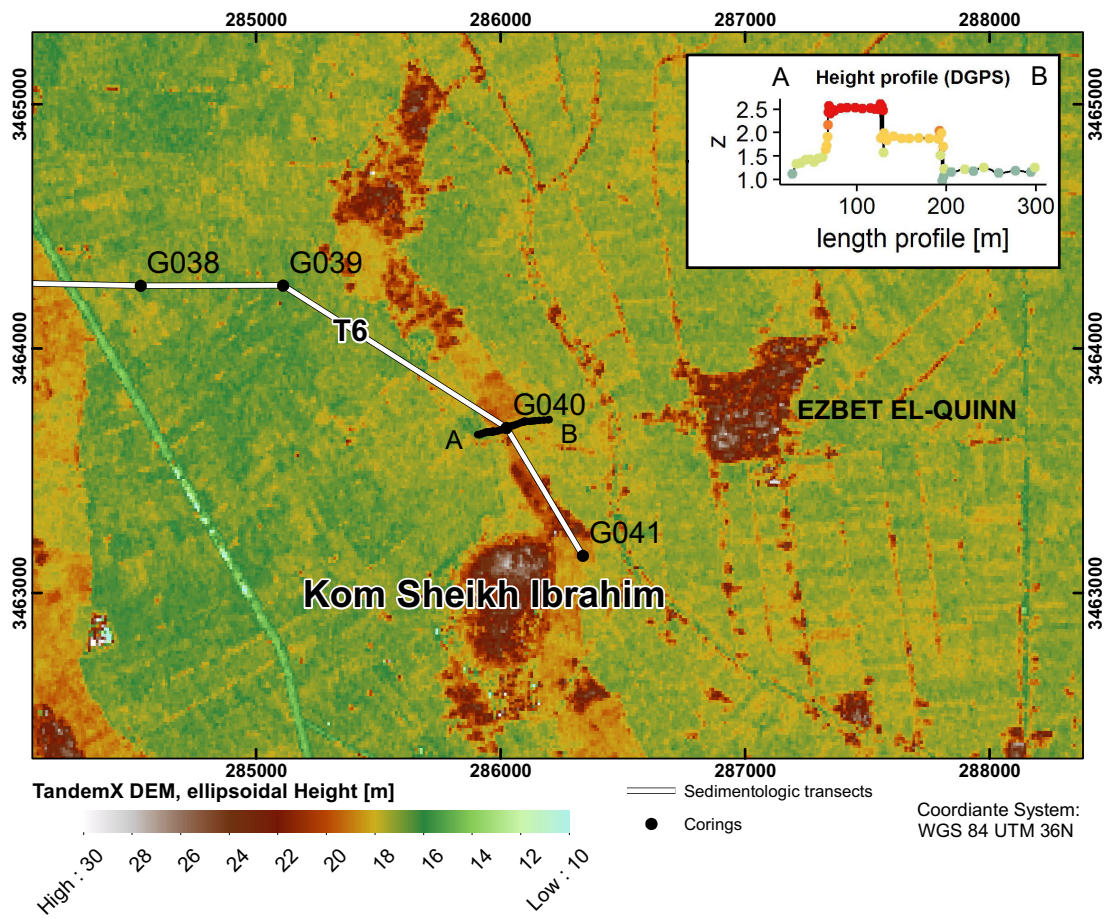 285000 286000 287000 288000
3465000
3465000
A Height profile (DGPS) B
2.5
2.0
1.5
1.0
Z
100 200 300
length profile [m]
G038 G039
T6
3464000
3464000
G040
A B
EZBET EL-QUINN
G041
Kom Sheikh Ibrahim
3463000
3463000
285000 286000 287000 288000
TandemX DEM, ellipsoidal Height [m]
High : 30 28 26 24 22 20 18 16 14 12 Low : 10
Sedimentologic transects
Corings
Coordiante System:
WGS 84 UTM 36N